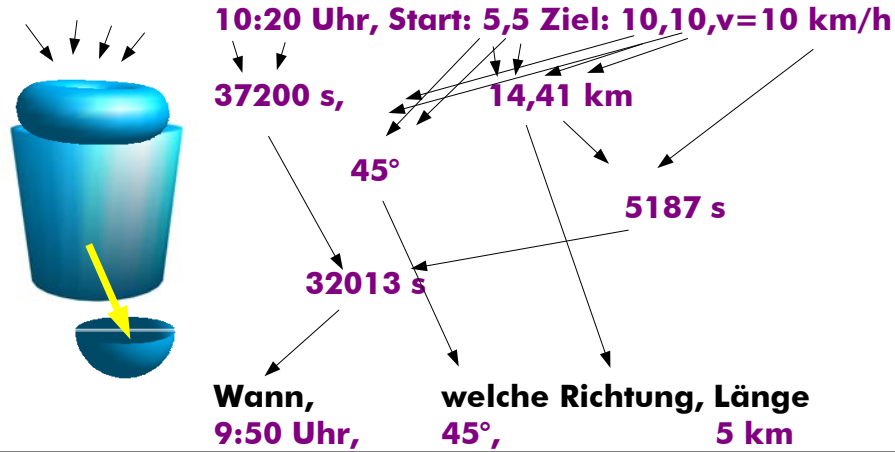 10:20 Uhr, Start: 5,5 Ziel: 10,10,v=10 km/h
37200 s, 14,41 km
45°
5187 s
32013 s
Wann, welche Richtung, Länge
9:50 Uhr, 45°, 5 km